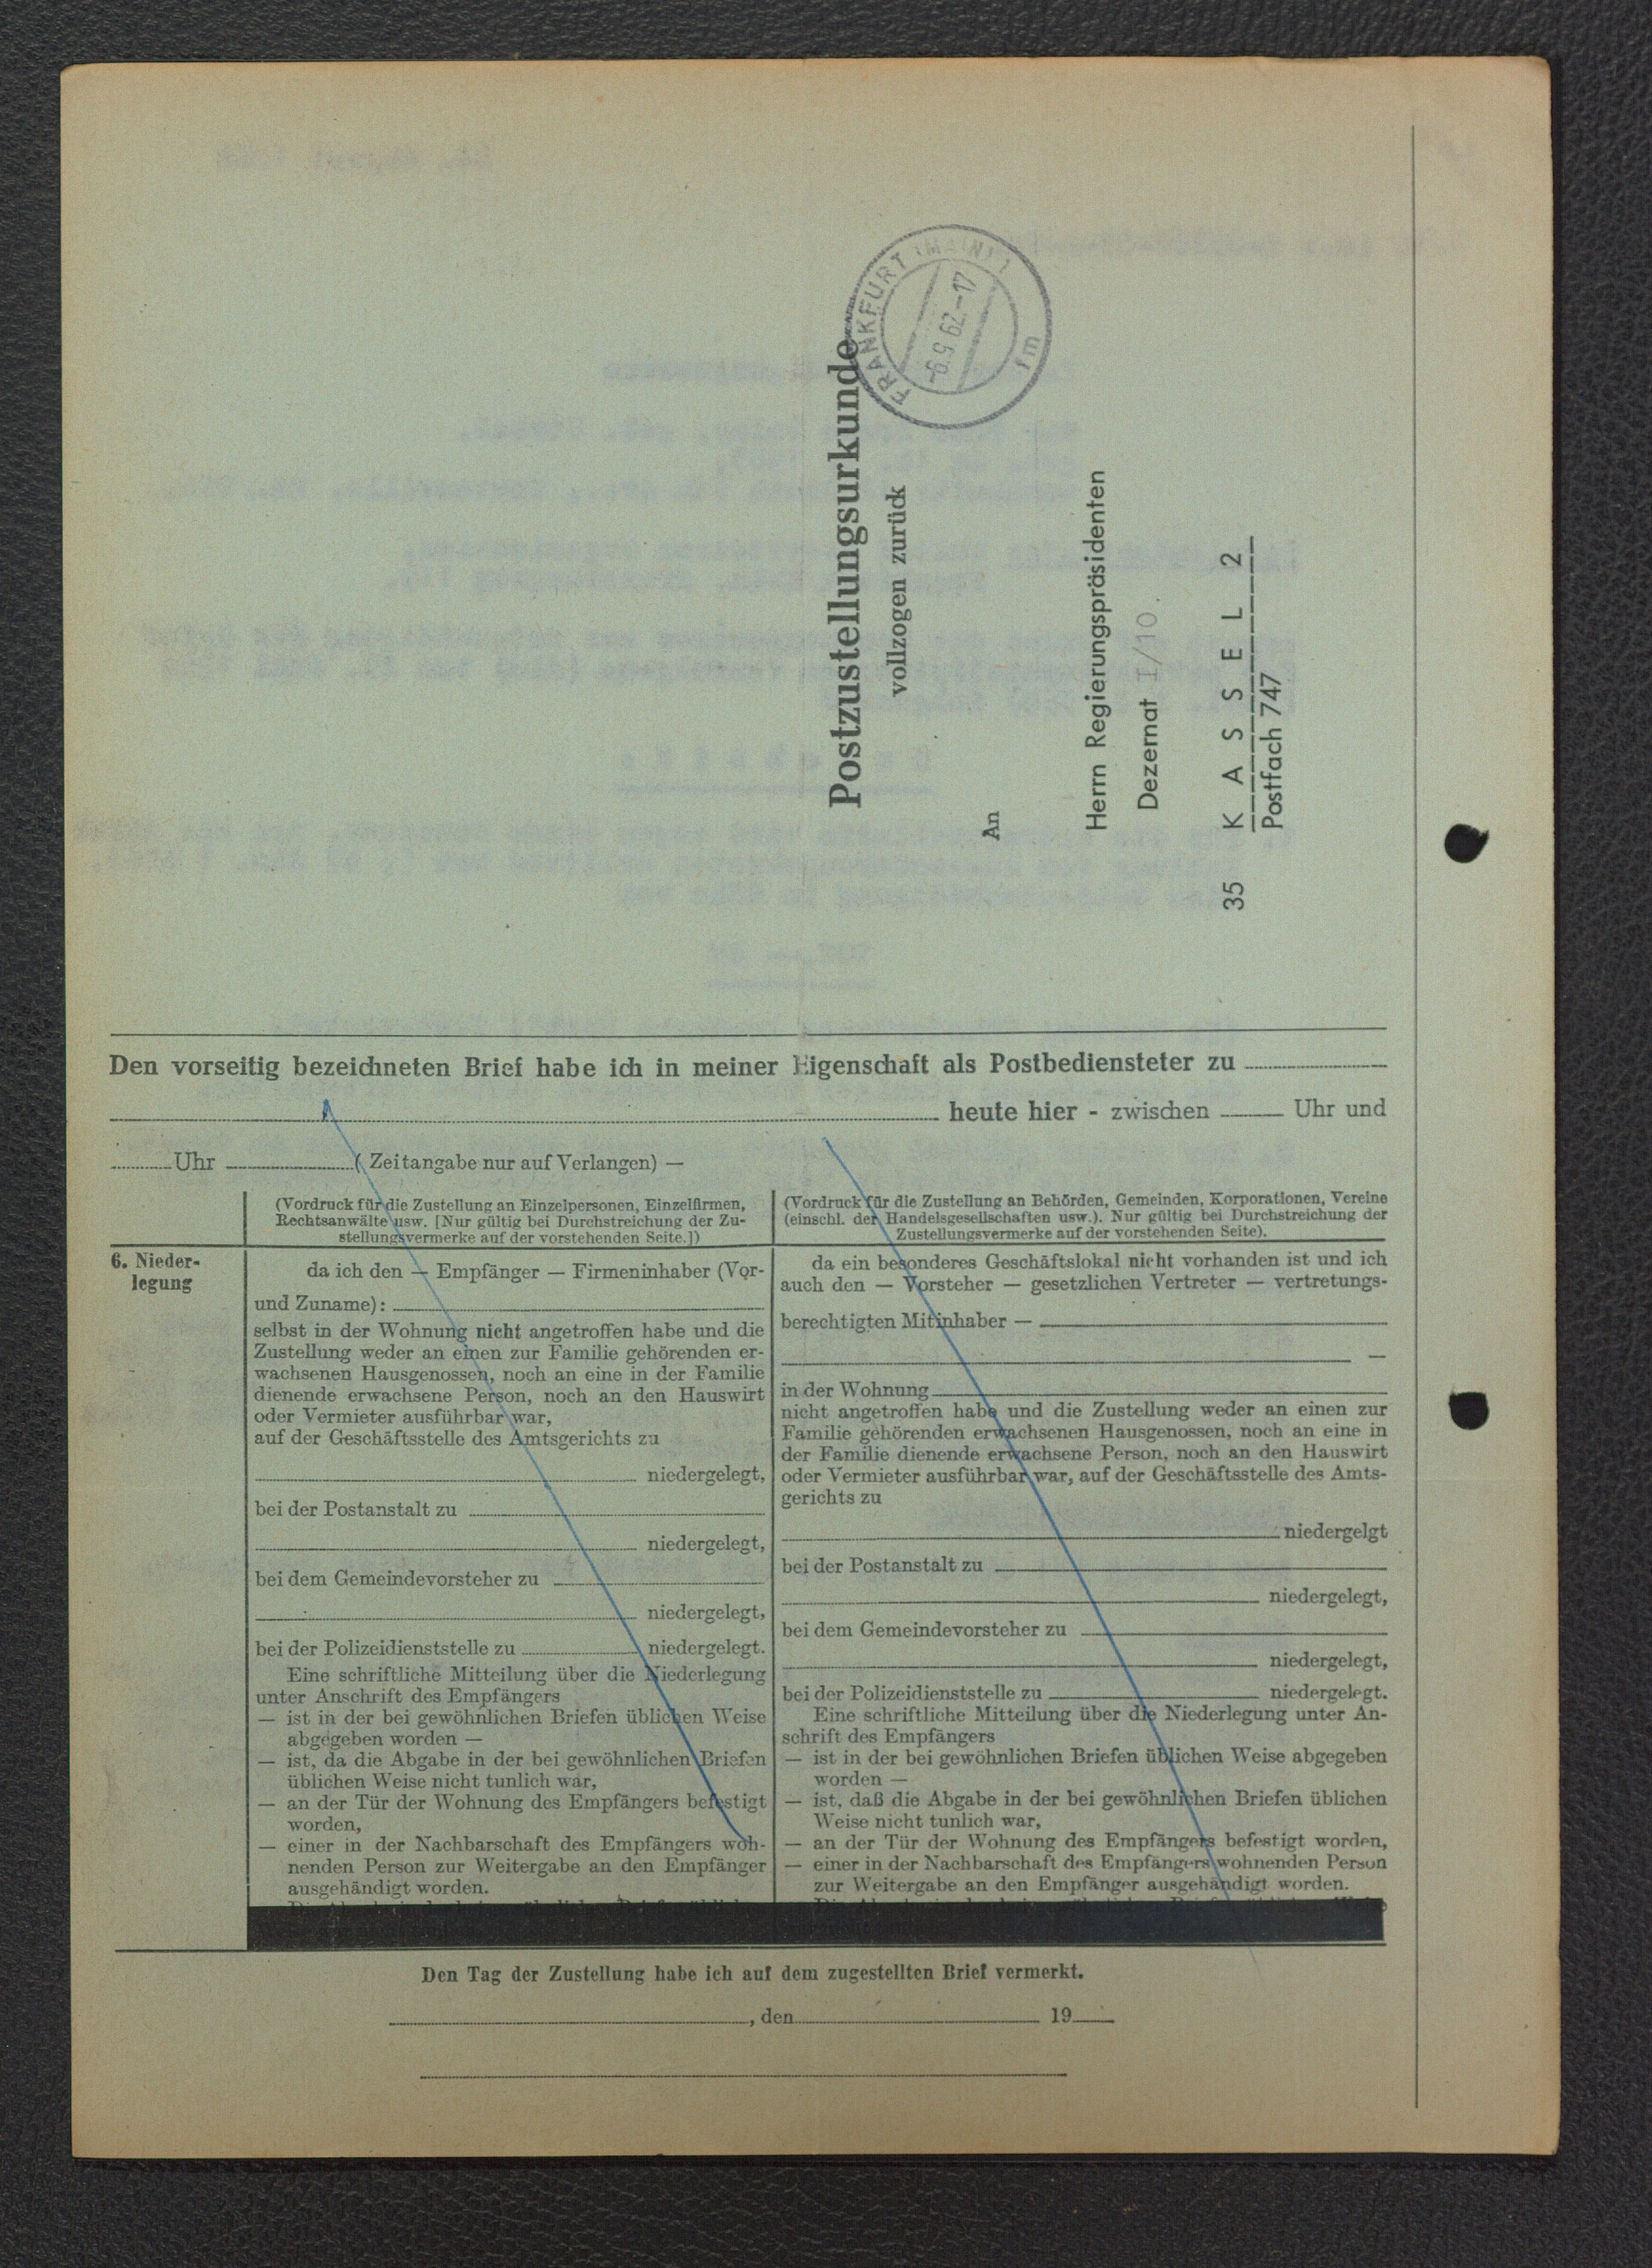 FRANKFURT (MAIN) 1
-6.9.62-17
fm
Postzustellungsurkunde
vollzogen zurück
An
Herrn Regierungspräsidenten
Dezernat I/10.
35 KASSEL 2
Postfach 747
Den vorseitig bezeichneten Brief habe ich in meiner Eigenschaft als Postbediensteter zu
heute hier - zwischen Uhr und
Uhr (Zeitangabe nur auf Verlangen) —
(Vordruck für die Zustellung an Einzelpersonen, Einzelfirmen,
Rechtsanwälte usw. [Nur gültig bei Durchstreichung der Zu-
stellungsvermerke auf der vorstehenden Seite.])
6. Nieder-
legung
da ich den — Empfänger — Firmeninhaber (Vor-
und Zuname):
selbst in der Wohnung nicht angetroffen habe und die
Zustellung weder an einen zur Familie gehörenden er-
wachsenen Hausgenossen, noch an eine in der Familie
dienende erwachsene Person, noch an den Hauswirt
oder Vermieter ausführbar war,
auf der Geschäftsstelle des Amtsgerichts zu
niedergelegt,
bei der Postanstalt zu
niedergelegt,
bei dem Gemeindevorsteher zu
niedergelegt,
bei der Polizeidienststelle zu niedergelegt.
Eine schriftliche Mitteilung über die Niederlegung
unter Anschrift des Empfängers
— ist in der bei gewöhnlichen Briefen üblichen Weise
abgegeben worden —
— ist, da die Abgabe in der bei gewöhnlichen Briefen
üblichen Weise nicht tunlich war,
— an der Tür der Wohnung des Empfängers befestigt
worden,
— einer in der Nachbarschaft des Empfängers woh-
nenden Person zur Weitergabe an den Empfänger
ausgehändigt worden.
(Vordruck für die Zustellung an Behörden, Gemeinden, Korporationen, Vereine
(einschl. der Handelsgesellschaften usw.). Nur gültig bei Durchstreichung der
Zustellungsvermerke auf der vorstehenden Seite).
da ein besonderes Geschäftslokal nicht vorhanden ist und ich
auch den — Vorsteher — gesetzlichen Vertreter — vertretungs-
berechtigten Mitinhaber —
—
in der Wohnung
nicht angetroffen habe und die Zustellung weder an einen zur
Familie gehörenden erwachsenen Hausgenossen, noch an eine in
der Familie dienende erwachsene Person, noch an den Hauswirt
oder Vermieter ausführbar war, auf der Geschäftsstelle des Amts-
gerichts zu
niedergelgt
bei der Postanstalt zu
niedergelegt,
bei dem Gemeindevorsteher zu
niedergelegt,
bei der Polizeidienststelle zu niedergelegt.
Eine schriftliche Mitteilung über die Niederlegung unter An-
schrift des Empfängers
— ist in der bei gewöhnlichen Briefen üblichen Weise abgegeben
worden —
— ist, daß die Abgabe in der bei gewöhnlichen Briefen üblichen
Weise nicht tunlich war,
— an der Tür der Wohnung des Empfängers befestigt worden,
— einer in der Nachbarschaft des Empfängers wohnenden Person
zur Weitergabe an den Empfänger ausgehändigt worden.
Den Tag der Zustellung habe ich auf dem zugestellten Brief vermerkt.
, den 19